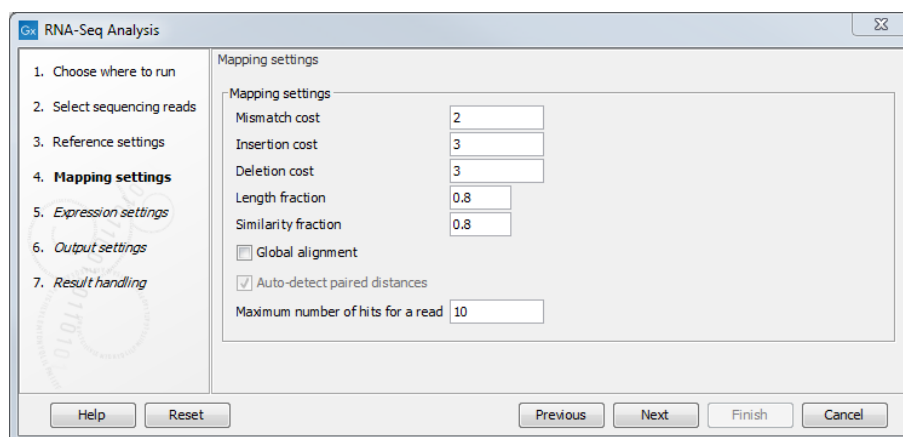 Gx RNA-Seq Analysis
1. Choose where to run
2. Select sequencing reads
3. Reference settings
4. Mapping settings
5. Expression settings
6. Output settings
7. Result handling
Mapping settings
Mapping settings
Mismatch cost 2
Insertion cost 3
Deletion cost 3
Length fraction 0.8
Similarity fraction 0.8
Global alignment
Auto-detect paired distances
Maximum number of hits for a read 10
Help Reset Previous Next Finish Cancel